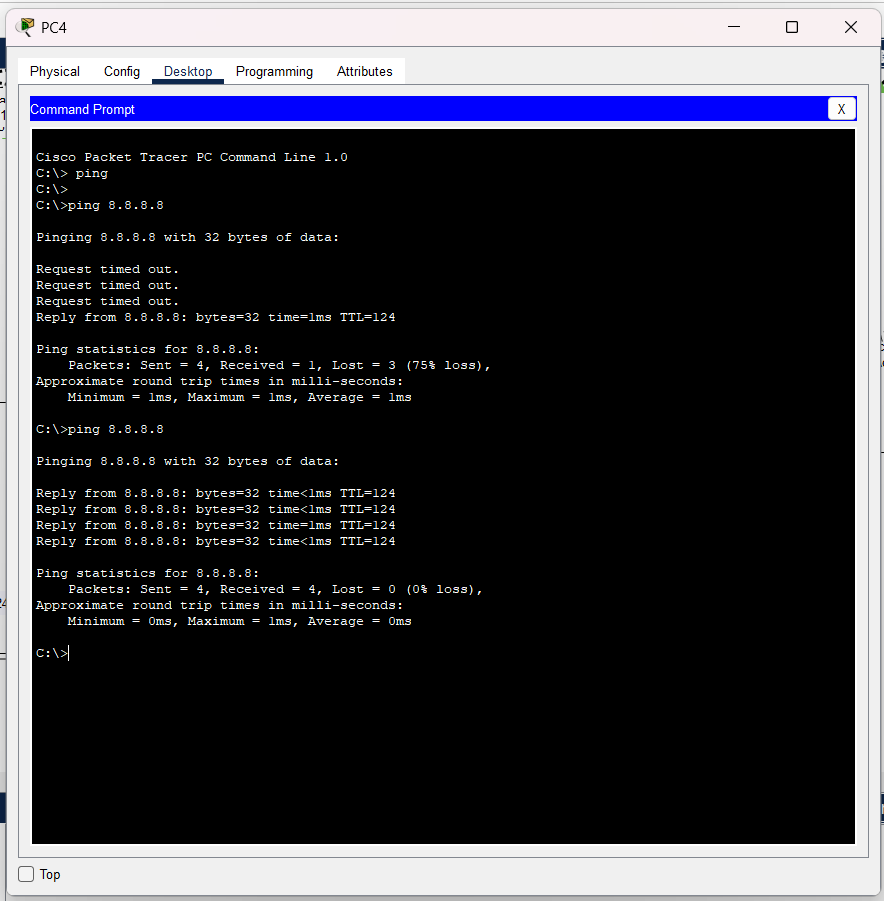 PC4
Physical Config Desktop Programming Attributes
Command Prompt X
Cisco Packet Tracer PC Command Line 1.0
C:\> ping
C:\>
C:\>ping 8.8.8.8
Pinging 8.8.8.8 with 32 bytes of data:
Request timed out.
Request timed out.
Request timed out.
Reply from 8.8.8.8: bytes=32 time=1ms TTL=124
Ping statistics for 8.8.8.8:
Packets: Sent = 4, Received = 1, Lost = 3 (75% loss),
Approximate round trip times in milli-seconds:
Minimum = 1ms, Maximum = 1ms, Average = 1ms
C:\>ping 8.8.8.8
Pinging 8.8.8.8 with 32 bytes of data:
Reply from 8.8.8.8: bytes=32 time<1ms TTL=124
Reply from 8.8.8.8: bytes=32 time<1ms TTL=124
Reply from 8.8.8.8: bytes=32 time=1ms TTL=124
Reply from 8.8.8.8: bytes=32 time<1ms TTL=124
Ping statistics for 8.8.8.8:
Packets: Sent = 4, Received = 4, Lost = 0 (0% loss),
Approximate round trip times in milli-seconds:
Minimum = 0ms, Maximum = 1ms, Average = 0ms
C:\>
Top